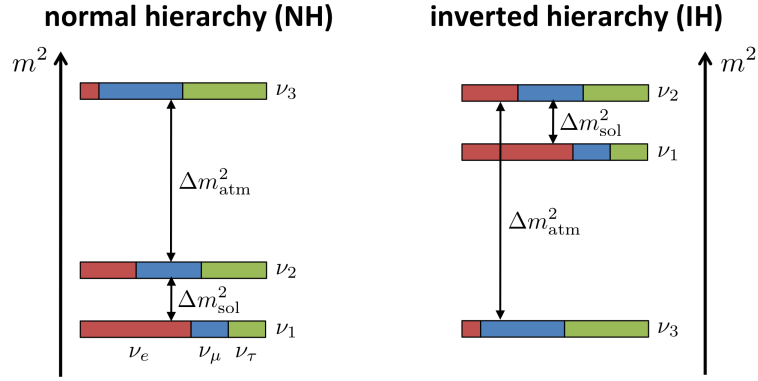 normal hierarchy (NH)
m²
ν₃
Δm²atm
ν₂
Δm²sol
ν₁
νe νμ ντ
inverted hierarchy (IH)
m²
ν₂
Δm²sol
ν₁
Δm²atm
ν₃